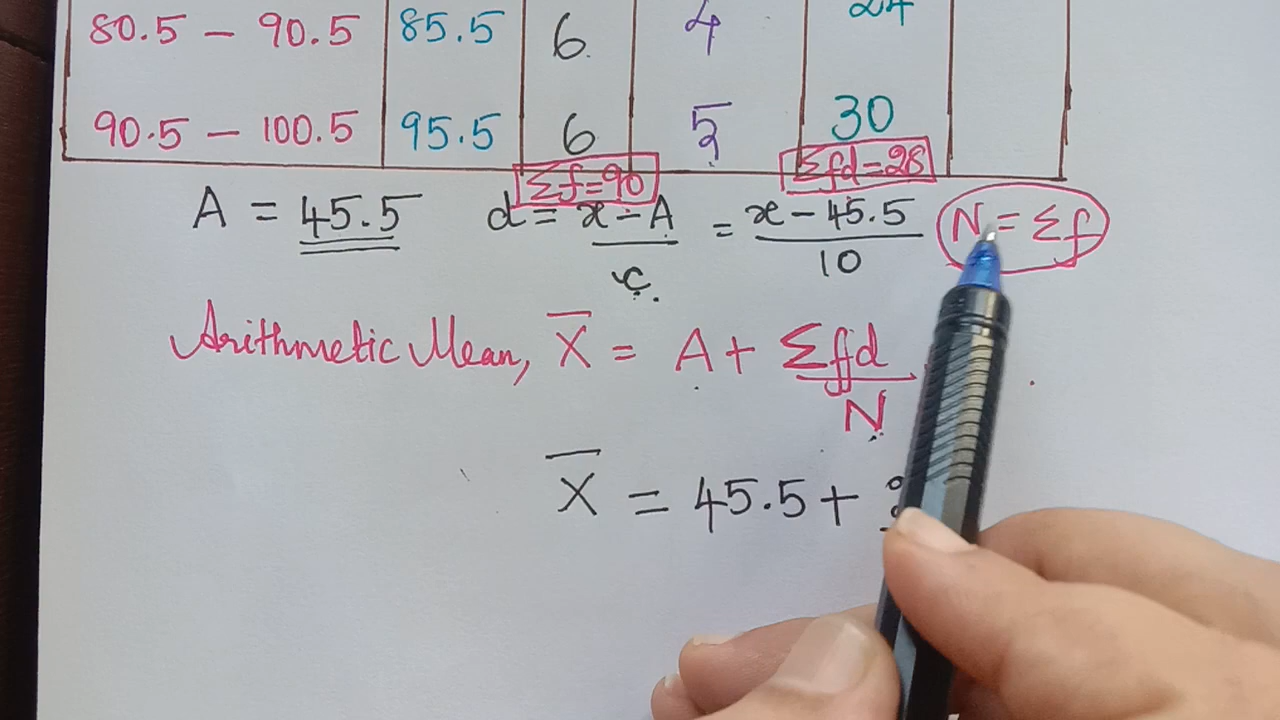 80.5 – 90.5 85.5 6 4 24
90.5 – 100.5 95.5 6 5 30
Σf=90 Σfd=28
A = 45.5 d = x – A / c = x – 45.5 / 10 N = Σf
Arithmetic Mean, X̅ = A + Σfd / N
X̅ = 45.5 +